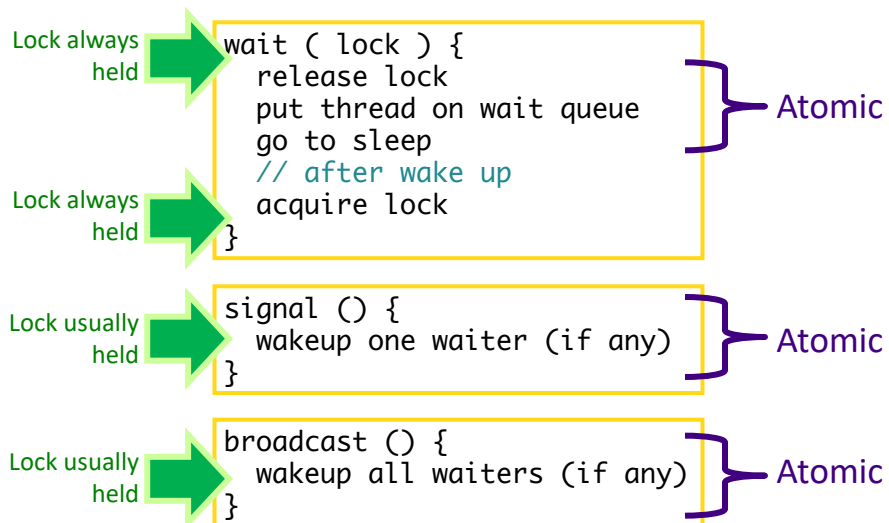 Lock always
held
wait ( lock ) {
release lock
put thread on wait queue
go to sleep
// after wake up
acquire lock
}
Atomic
Lock always
held
Lock usually
held
signal () {
wakeup one waiter (if any)
}
Atomic
Lock usually
held
broadcast () {
wakeup all waiters (if any)
}
Atomic